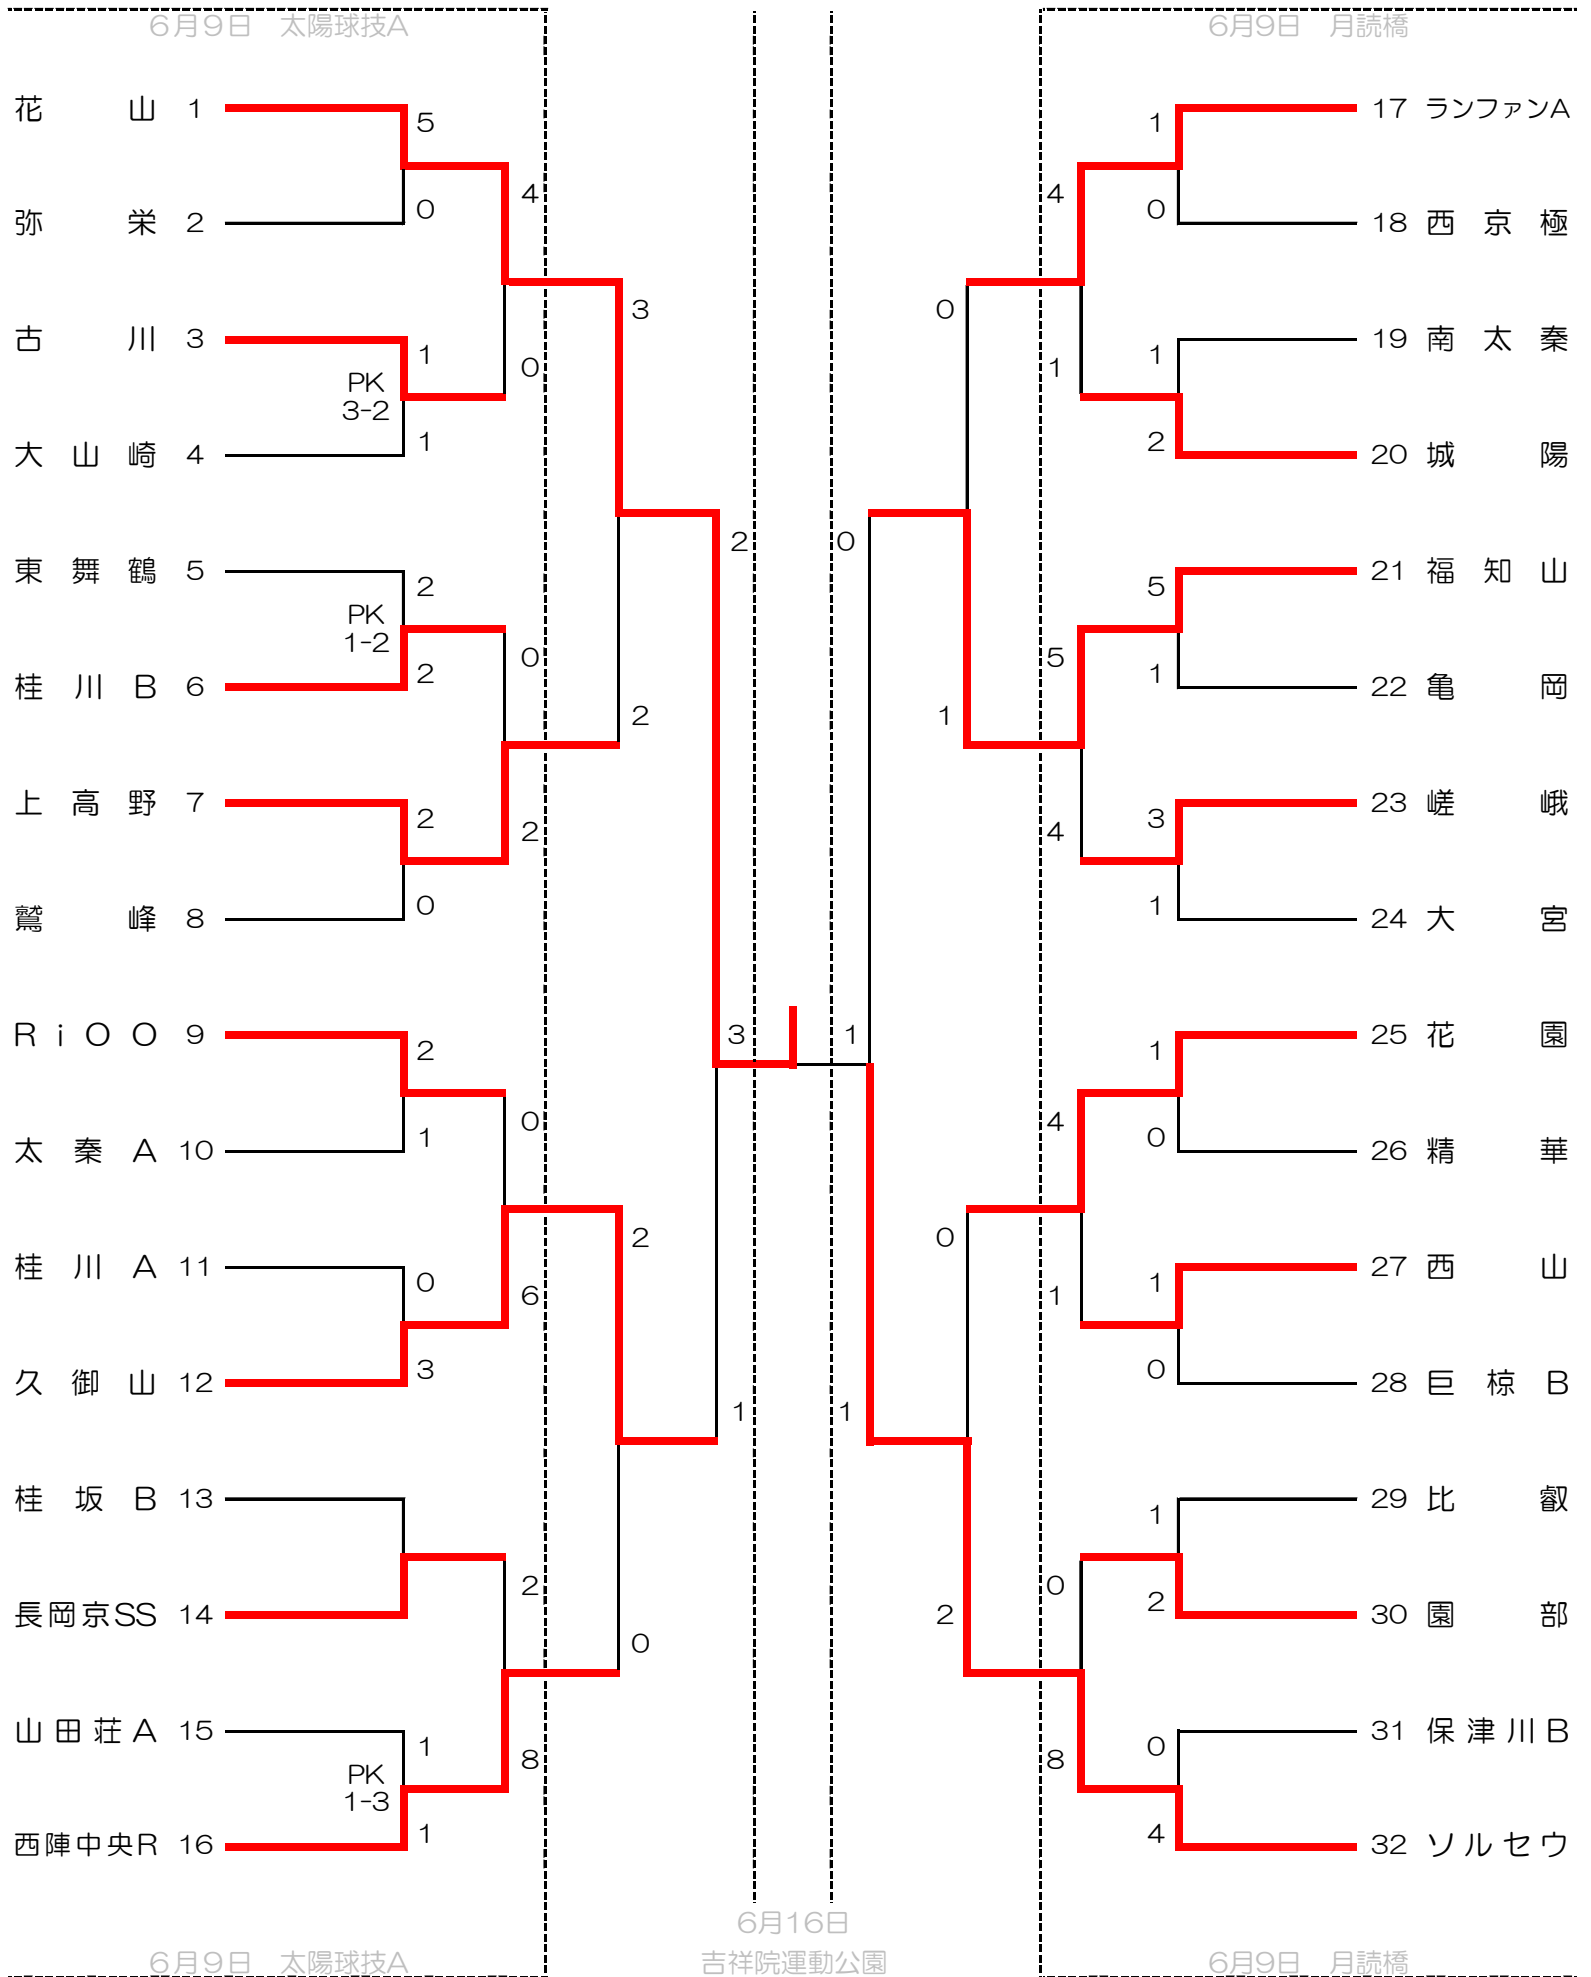 6月9日　太陽球技A
6月9日　月読橋
花山 1
5
4
弥栄 2
0
3
古川 3
1
PK
3-2
0
大山崎 4
1
2
東舞鶴 5
2
PK
1-2
0
桂川B 6
2
2
上高野 7
2
2
鷲峰 8
0
3
RiOO 9
2
0
太秦A 10
1
2
桂川A 11
0
6
久御山 12
3
1
桂坂B 13
2
長岡京SS 14
0
山田荘A 15
1
PK
1-3
8
西陣中央R 16
1
1
17 ランファンA
4
0
18 西京極
0
1
19 南太秦
1
2
20 城陽
0
5
21 福知山
5
1
22 亀岡
1
3
23 嵯峨
4
1
24 大宮
1
1
25 花園
4
0
26 精華
0
1
27 西山
1
0
28 巨椋B
1
1
29 比叡
0
2
30 園部
2
0
31 保津川B
8
4
32 ソルセウ
6月16日
吉祥院運動公園
6月9日　太陽球技A
6月9日　月読橋